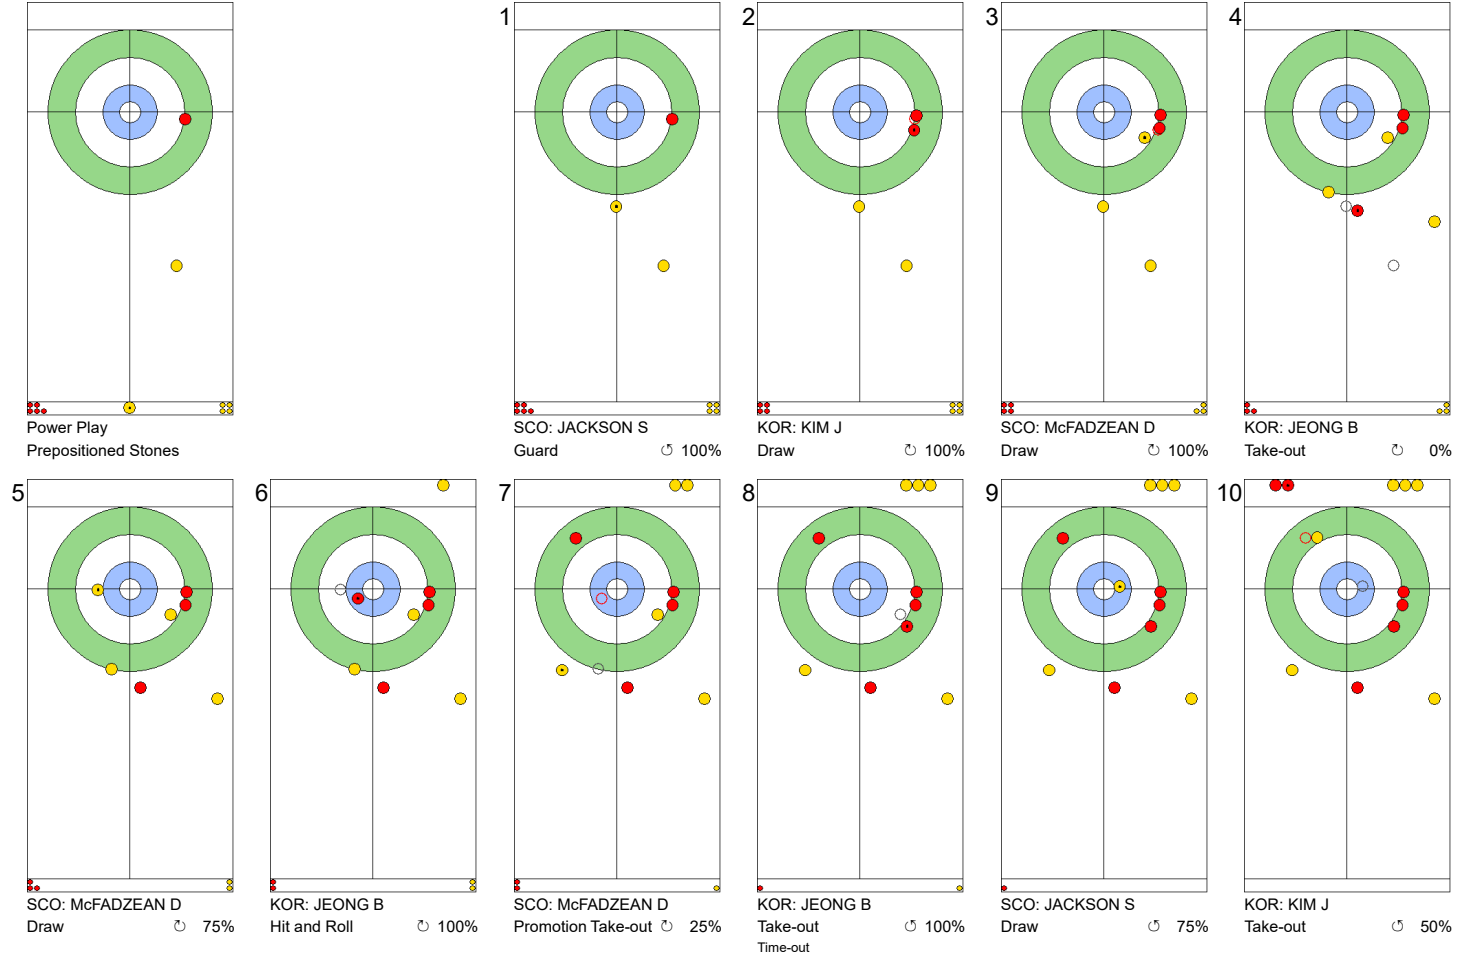 Power Play
Prepositioned Stones
1
SCO: JACKSON S
Guard ↺ 100%
2
KOR: KIM J
Draw ↻ 100%
3
SCO: McFADZEAN D
Draw ↻ 100%
4
KOR: JEONG B
Take-out ↻ 0%
5
SCO: McFADZEAN D
Draw ↻ 75%
6
KOR: JEONG B
Hit and Roll ↻ 100%
7
SCO: McFADZEAN D
Promotion Take-out ↻ 25%
8
KOR: JEONG B
Take-out ↺ 100%
Time-out
9
SCO: JACKSON S
Draw ↺ 75%
10
KOR: KIM J
Take-out ↺ 50%